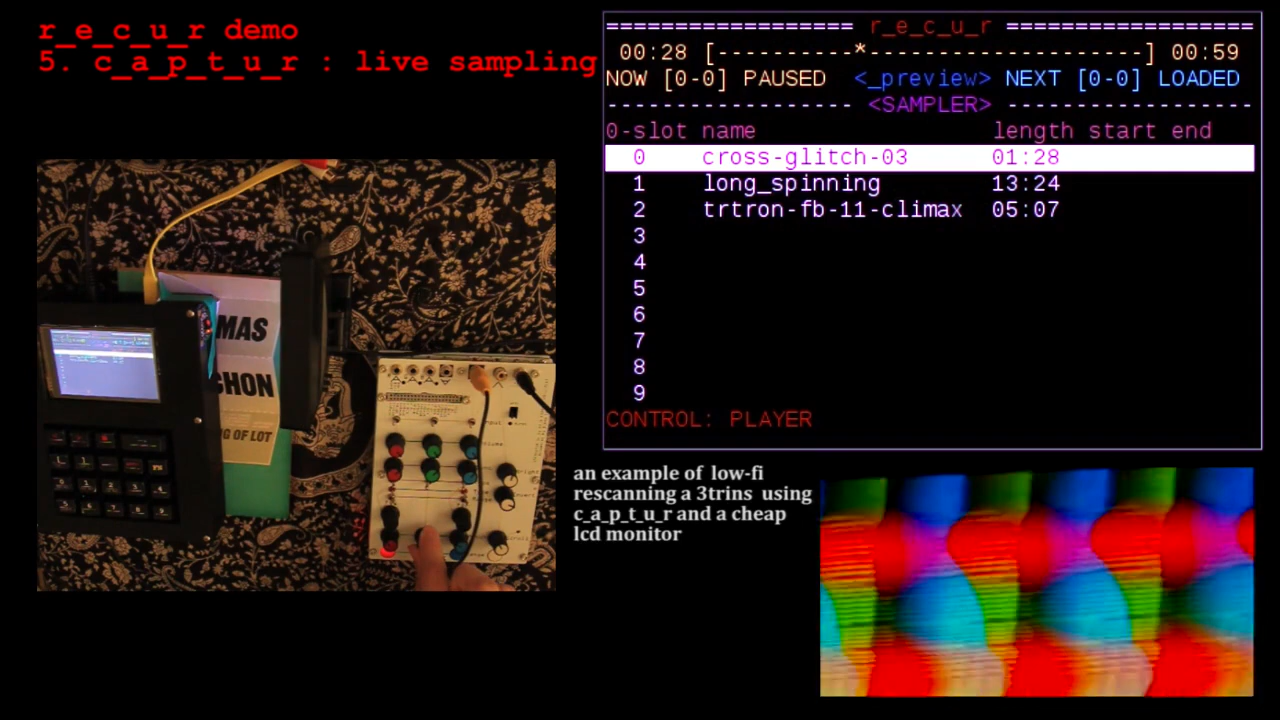 r_e_c_u_r demo
5. c_a_p_t_u_r : live sampling
=================== r_e_c_u_r ===================
00:28 [----------*--------------------] 00:59
NOW [0-0] PAUSED <_preview> NEXT [0-0] LOADED
------------------ <SAMPLER> ------------------
0-slot name length start end
0 cross-glitch-03 01:28
1 long_spinning 13:24
2 trtron-fb-11-climax 05:07
3
4
5
6
7
8
9
CONTROL: PLAYER
MAS
CHON
G OF LOT
an example of low-fi
rescanning a 3trins using
c_a_p_t_u_r and a cheap
lcd monitor